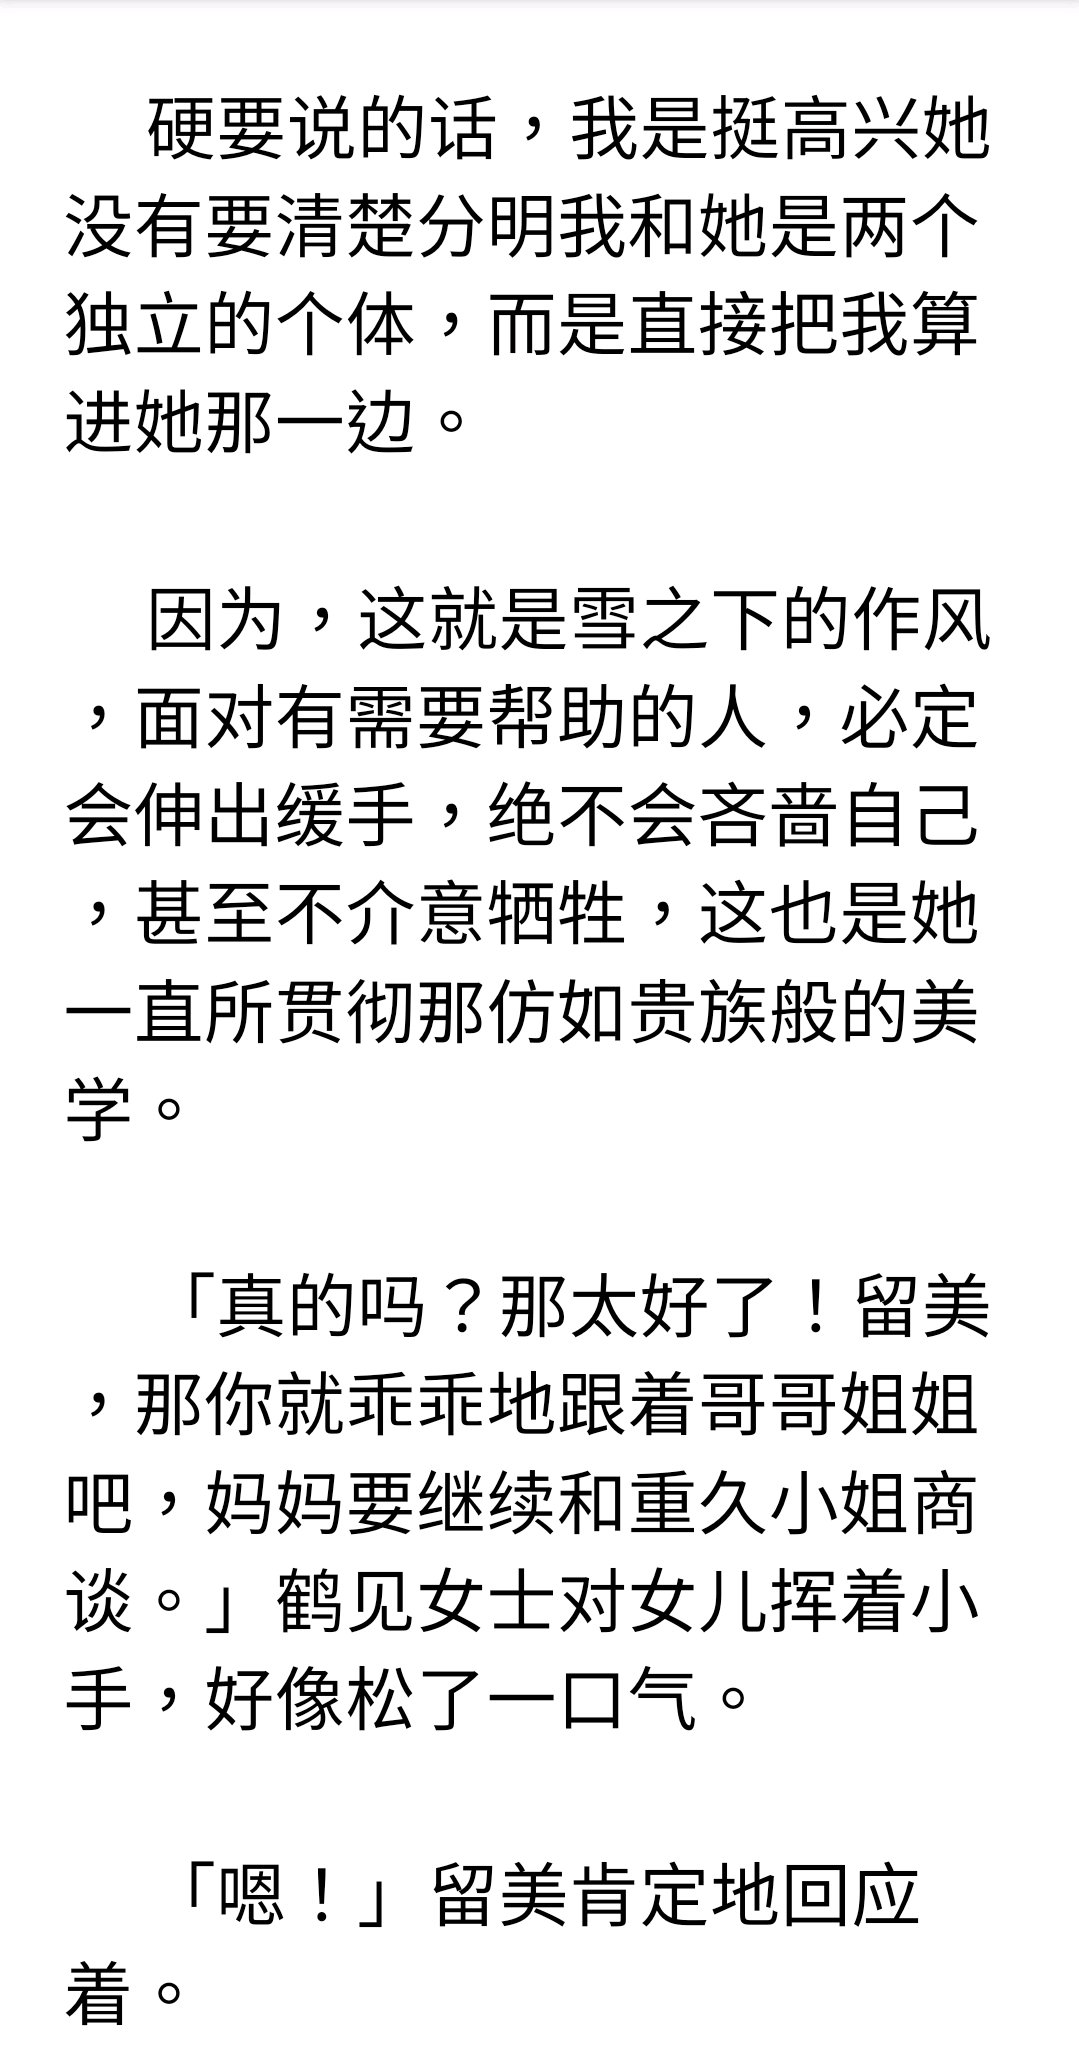 硬要说的话，我是挺高兴她
没有要清楚分明我和她是两个
独立的个体，而是直接把我算
进她那一边。
因为，这就是雪之下的作风
，面对有需要帮助的人，必定
会伸出缓手，绝不会吝啬自己
，甚至不介意牺牲，这也是她
一直所贯彻那仿如贵族般的美
学。
「真的吗？那太好了！留美
，那你就乖乖地跟着哥哥姐姐
吧，妈妈要继续和重久小姐商
谈。」鹤见女士对女儿挥着小
手，好像松了一口气。
「嗯！」留美肯定地回应
着。